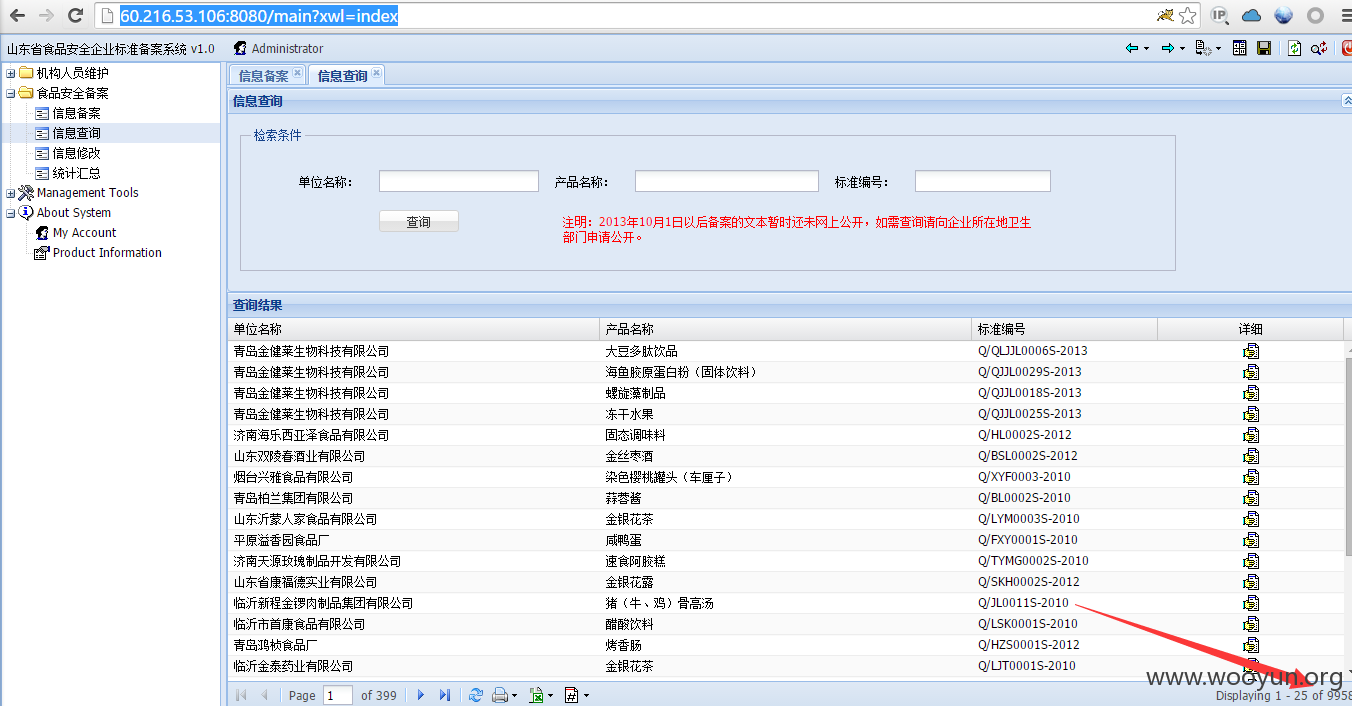 60.216.53.106:8080/main?xwl=index
IP
山东省食品安全企业标准备案系统 v1.0 Administrator
机构人员维护
食品安全备案
信息备案
信息查询
信息修改
统计汇总
Management Tools
About System
My Account
Product Information
信息备案 信息查询
信息查询
检索条件
单位名称： 产品名称： 标准编号：
查询
注明：2013年10月1日以后备案的文本暂时还未网上公开，如需查询请向企业所在地卫生
部门申请公开。
查询结果
单位名称 产品名称 标准编号 详细
青岛金健莱生物科技有限公司 大豆多肽饮品 Q/QLJJL0006S-2013
青岛金健莱生物科技有限公司 海鱼胶原蛋白粉（固体饮料） Q/QJJL0029S-2013
青岛金健莱生物科技有限公司 螺旋藻制品 Q/QJJL0018S-2013
青岛金健莱生物科技有限公司 冻干水果 Q/QJJL0025S-2013
济南海乐西亚泽食品有限公司 固态调味料 Q/HL0002S-2012
山东双陵春酒业有限公司 金丝枣酒 Q/BSL0002S-2012
烟台兴雅食品有限公司 染色樱桃罐头（车厘子） Q/XYF0003-2010
青岛柏兰集团有限公司 蒜蓉酱 Q/BL0002S-2010
山东沂蒙人家食品有限公司 金银花茶 Q/LYM0003S-2010
平原溢香园食品厂 咸鸭蛋 Q/FXY0001S-2010
济南天源玫瑰制品开发有限公司 速食阿胶糕 Q/TYMG0002S-2010
山东省康福德实业有限公司 金银花露 Q/SKH0002S-2012
临沂新程金锣肉制品集团有限公司 猪（牛、鸡）骨高汤 Q/JL0011S-2010
临沂市首康食品有限公司 醋酸饮料 Q/LSK0001S-2010
青岛鸿祯食品厂 烤香肠 Q/HZS0001S-2012
临沂金泰药业有限公司 金银花茶 Q/LJT0001S-2010
www.wooyun.org
Page 1 of 399 Displaying 1 - 25 of 9958